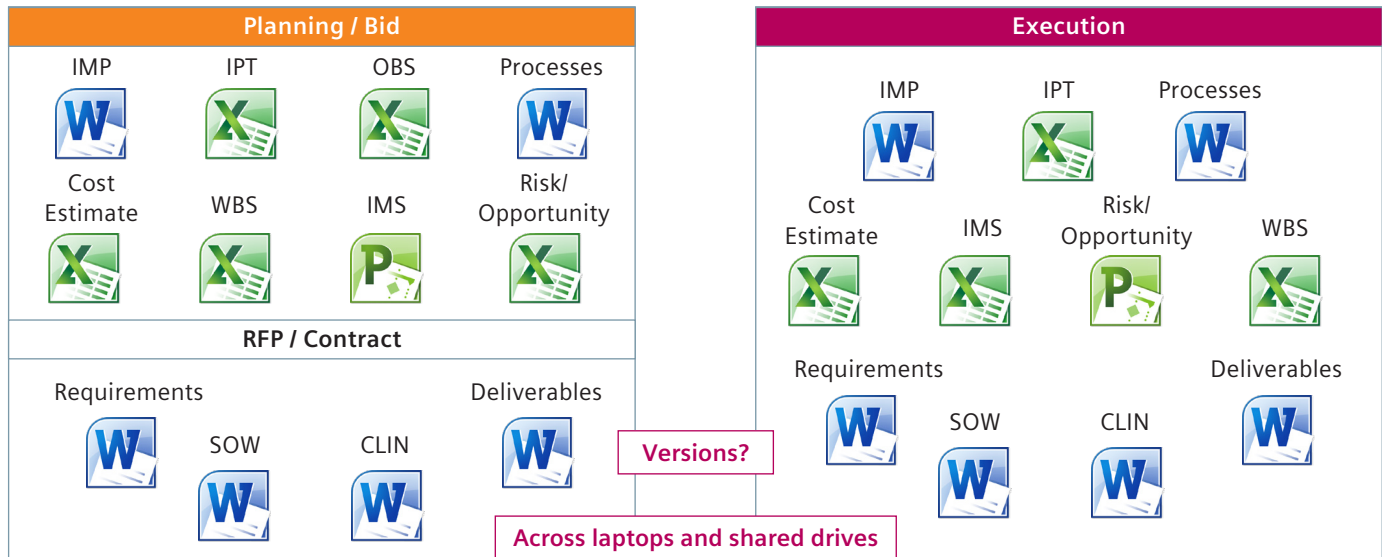 Planning / Bid
IMP IPT OBS Processes
W X X W
Cost
Estimate WBS IMS Risk/
Opportunity
X X P X
RFP / Contract
Requirements Deliverables
SOW CLIN
W W
W W
Execution
IMP IPT Processes
W X W
Cost
Estimate IMS Risk/
Opportunity WBS
X X P X
Requirements Deliverables
SOW CLIN
W W
W W
Versions?
Across laptops and shared drives